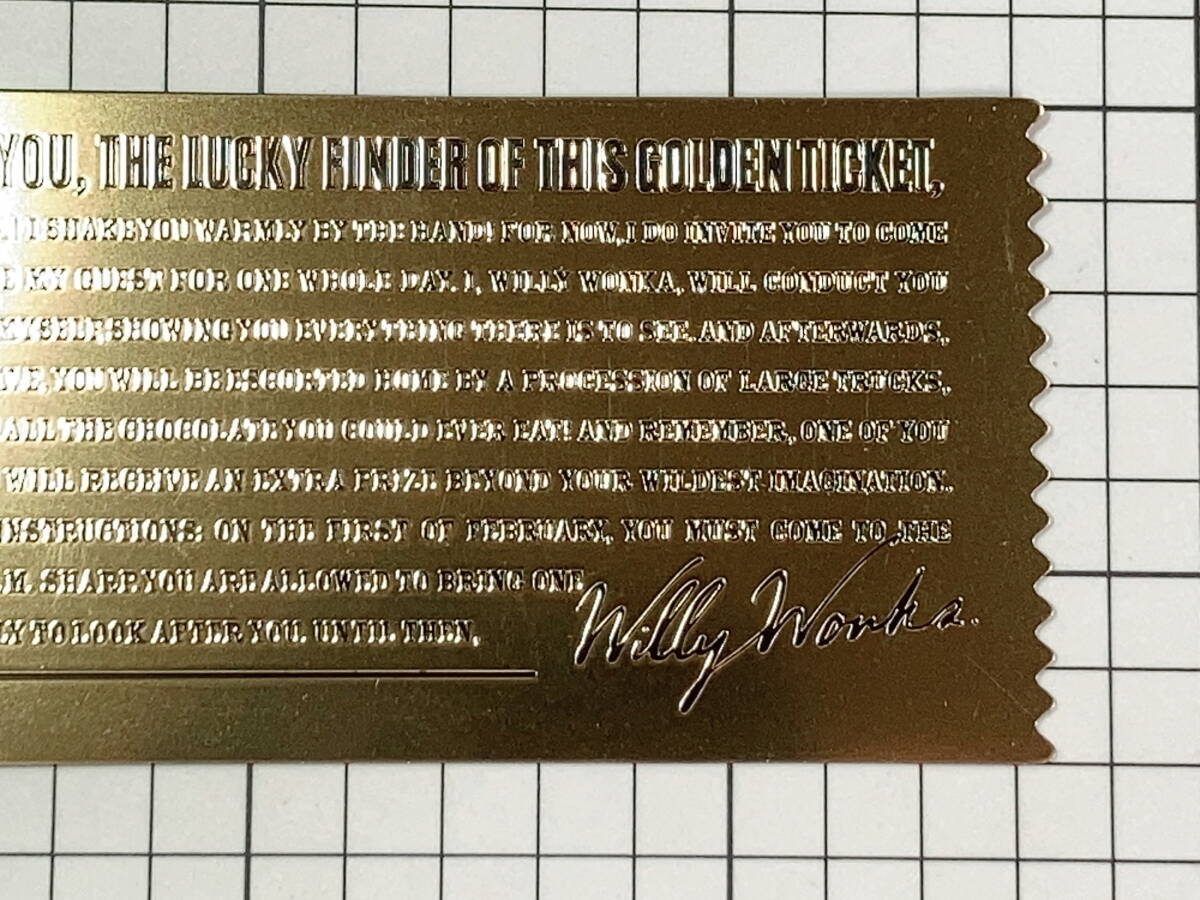 YOU, THE LUCKY FINDER OF THIS GOLDEN TICKET,
I SHAKE YOU WARMLY BY THE HAND! FOR NOW, I DO INVITE YOU TO COME
MY GUEST FOR ONE WHOLE DAY. I, WILLY WONKA, WILL CONDUCT YOU
MYSELF, SHOWING YOU EVERYTHING THERE IS TO SEE. AND AFTERWARDS,
YOU WILL BE ESCORTED HOME BY A PROCESSION OF LARGE TRUCKS,
ALL THE CHOCOLATE YOU COULD EVER EAT! AND REMEMBER, ONE OF YOU
WILL RECEIVE AN EXTRA PRIZE BEYOND YOUR WILDEST IMAGINATION.
INSTRUCTIONS: ON THE FIRST OF FEBRUARY, YOU MUST COME TO THE
.M. SHARP. YOU ARE ALLOWED TO BRING ONE
LY TO LOOK AFTER YOU. UNTIL THEN,
Willy Wonka.